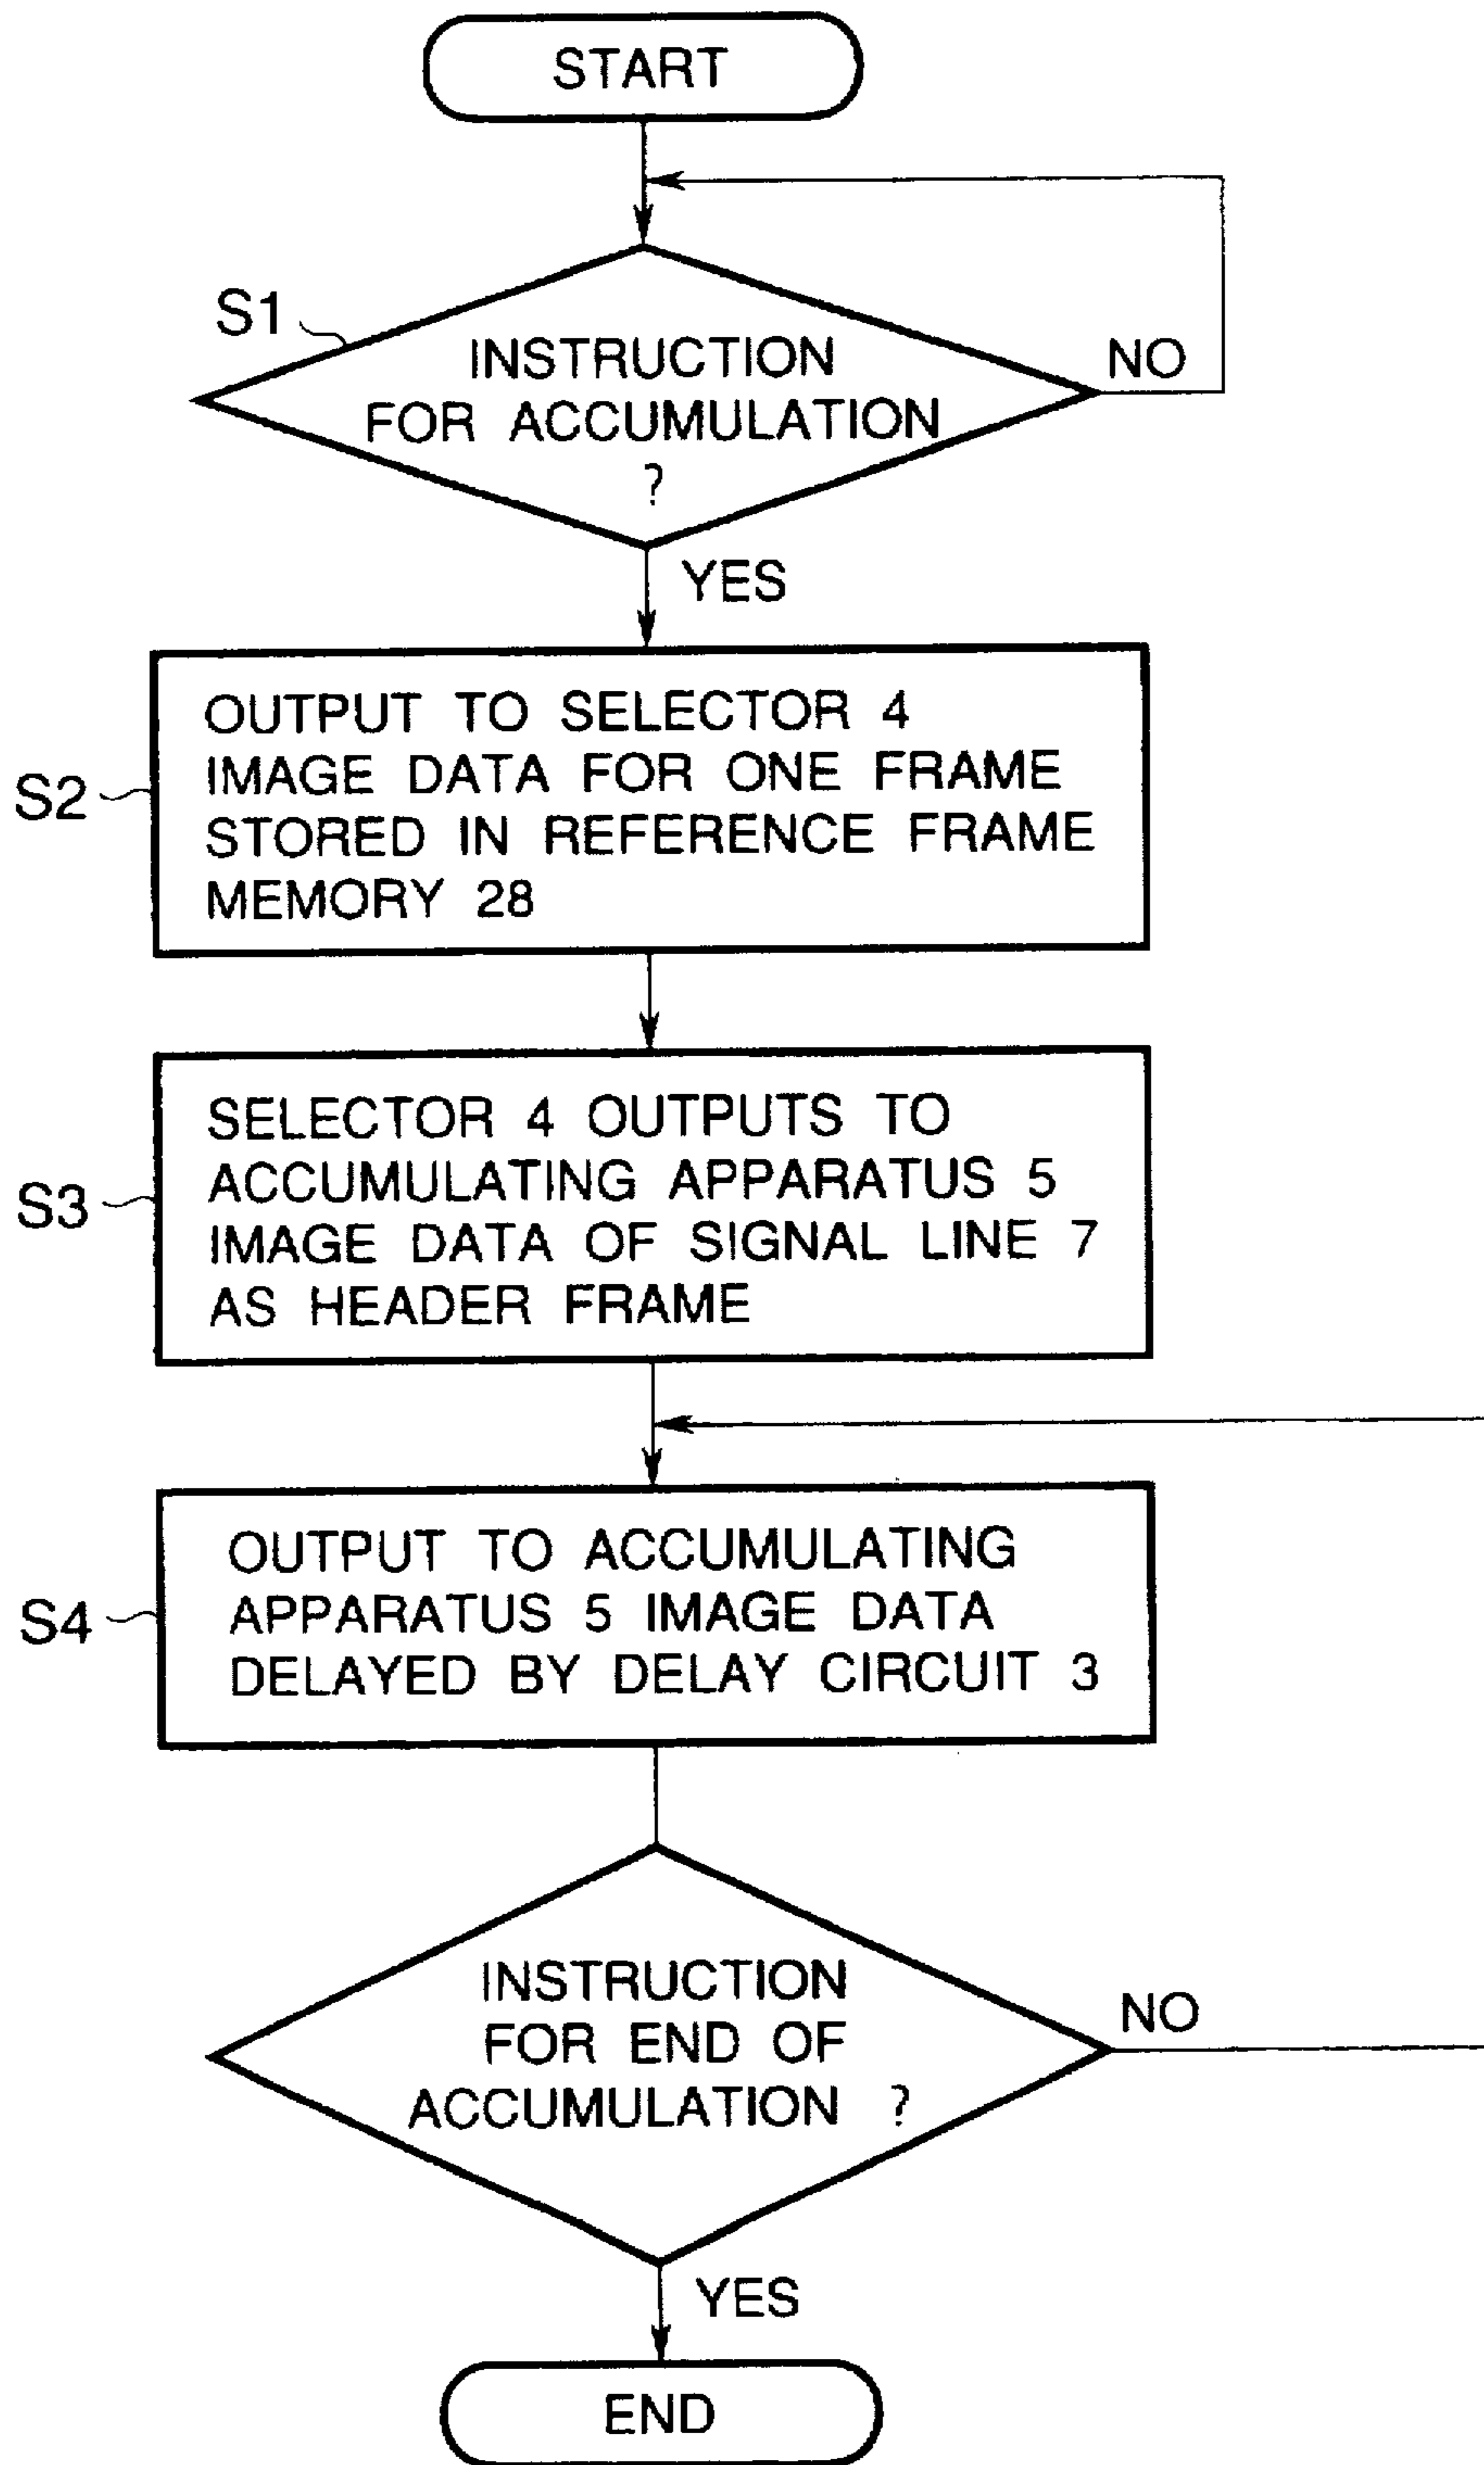 START
S1
INSTRUCTION
FOR ACCUMULATION
?
NO
YES
S2
OUTPUT TO SELECTOR 4
IMAGE DATA FOR ONE FRAME
STORED IN REFERENCE FRAME
MEMORY 28
S3
SELECTOR 4 OUTPUTS TO
ACCUMULATING APPARATUS 5
IMAGE DATA OF SIGNAL LINE 7
AS HEADER FRAME
S4
OUTPUT TO ACCUMULATING
APPARATUS 5 IMAGE DATA
DELAYED BY DELAY CIRCUIT 3
INSTRUCTION
FOR END OF
ACCUMULATION ?
NO
YES
END